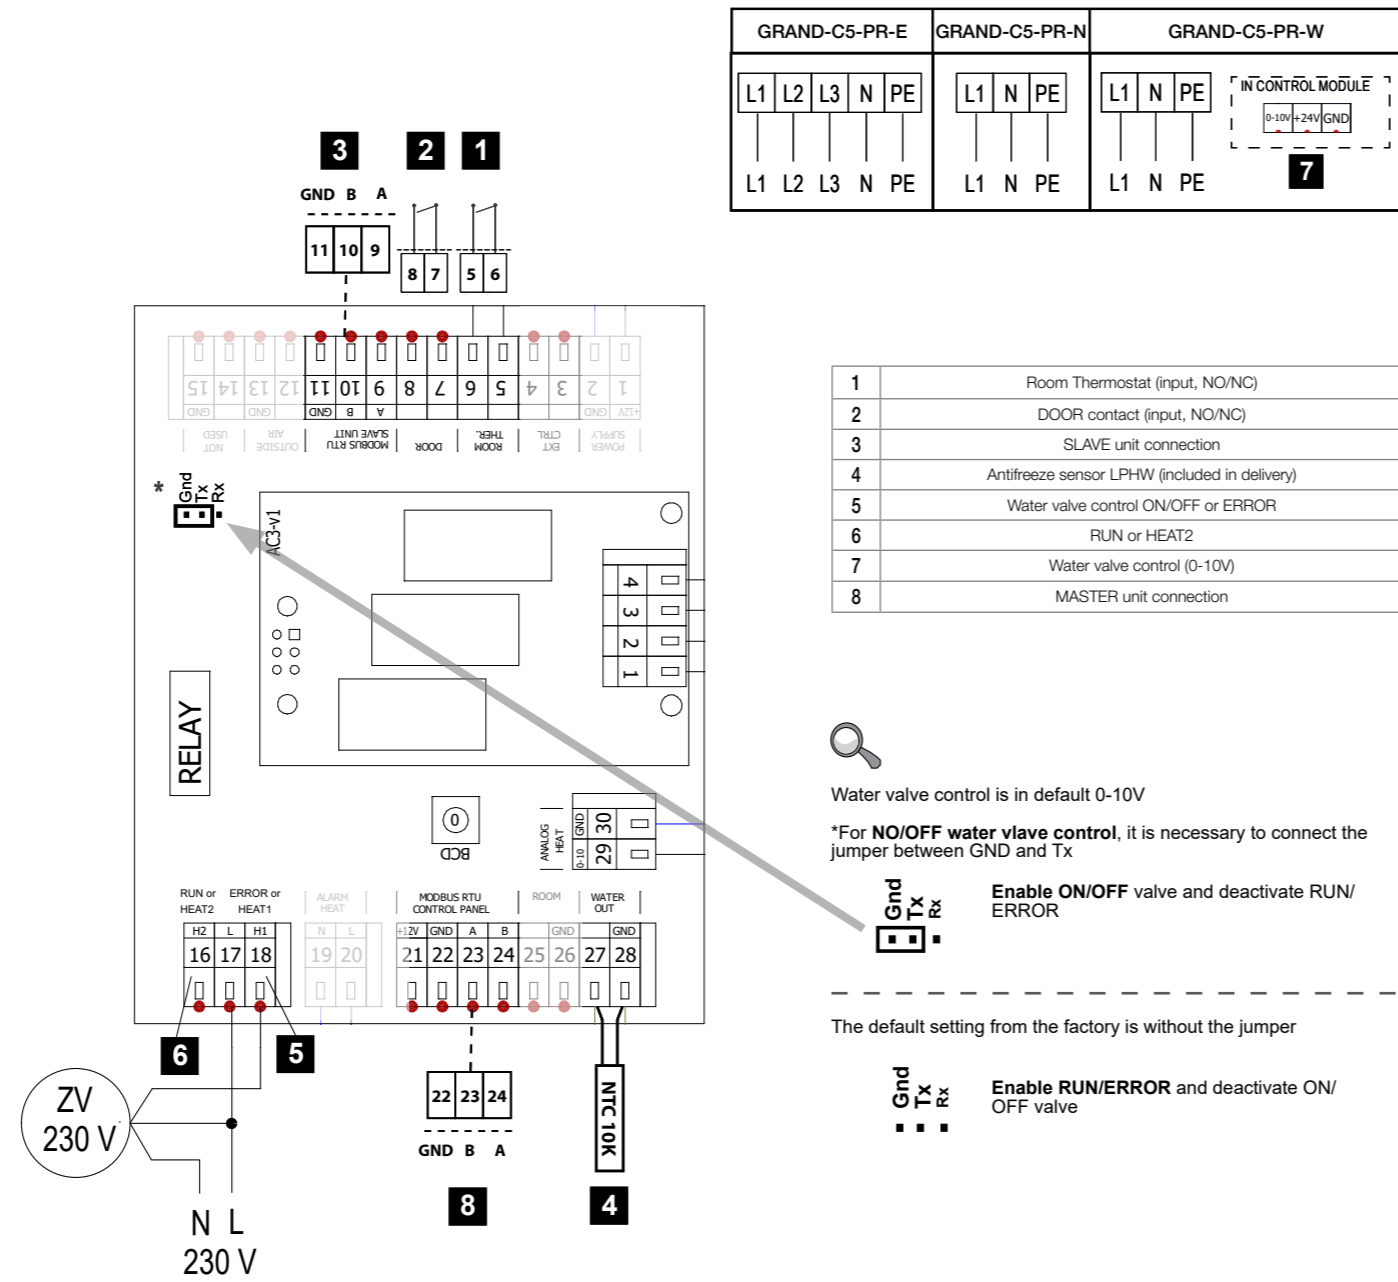 GRAND-C5-PR-E GRAND-C5-PR-N GRAND-C5-PR-W
L1 L2 L3 N PE L1 N PE L1 N PE
IN CONTROL MODULE
0-10V +24V GND
L1 L2 L3 N PE L1 N PE L1 N PE
7
3 2 1
GND B A
11 10 9
8 7
5 6
15 14 13 12 11 10 9 8 7 6 5 4 3 2 1
GND GND GND B A GND +12V
NOT USED
OUTSIDE AIR
MODBUS RTU SLAVE UNIT
DOOR
ROOM THER.
EXT CTRL
POWER SUPPLY
*
Gnd
Tx
Rx
AC3-v1
4
3
2
1
RELAY
0
BCD
ANALOG HEAT
GND 30
0-10 29
RUN or HEAT2
ERROR or HEAT1
ALARM HEAT
MODBUS RTU CONTROL PANEL
ROOM
WATER OUT
H2 L H1 N L +12V GND A B GND GND
16 17 18 19 20 21 22 23 24 25 26 27 28
6
5
ZV
230 V
N L
230 V
22 23 24
GND B A
8
NTC 10K
4
1 Room Thermostat (input, NO/NC)
2 DOOR contact (input, NO/NC)
3 SLAVE unit connection
4 Antifreeze sensor LPHW (included in delivery)
5 Water valve control ON/OFF or ERROR
6 RUN or HEAT2
7 Water valve control (0-10V)
8 MASTER unit connection
Water valve control is in default 0-10V
*For NO/OFF water vlave control, it is necessary to connect the
jumper between GND and Tx
Gnd
Tx
Rx
Enable ON/OFF valve and deactivate RUN/
ERROR
The default setting from the factory is without the jumper
Gnd
Tx
Rx
Enable RUN/ERROR and deactivate ON/
OFF valve